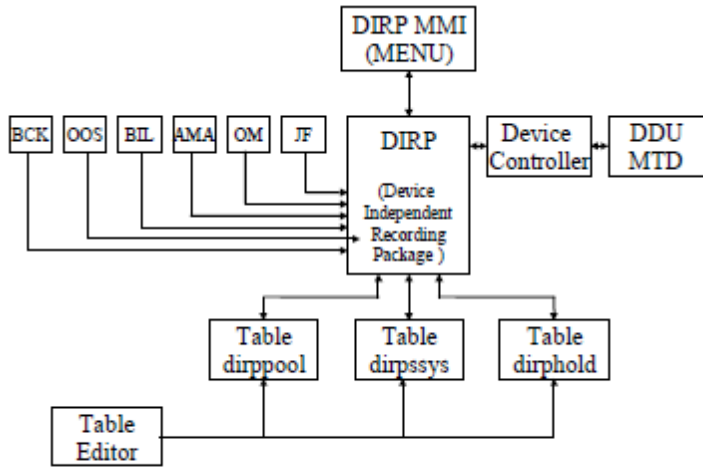 DIRP MMI
(MENU)
BCK OOS BIL AMA OM JF
DIRP
(Device
Independent
Recording
Package )
Device
Controller
DDU
MTD
Table
dirppool
Table
dirpssys
Table
dirphold
Table
Editor